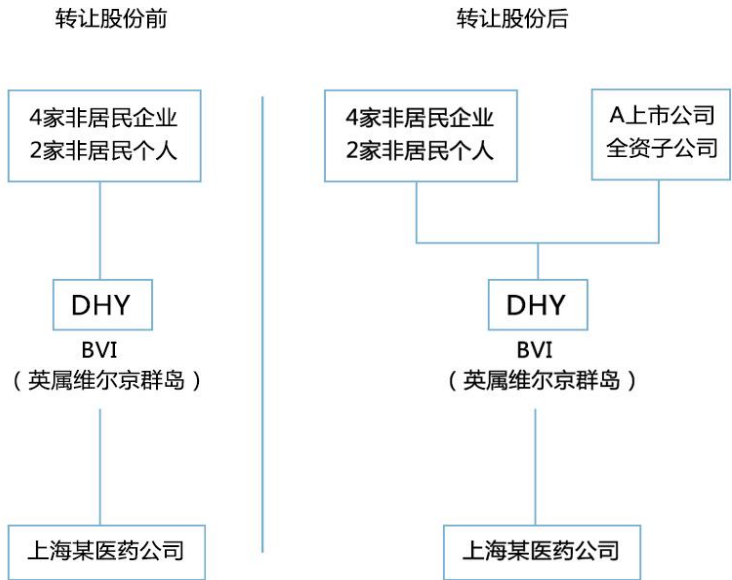 转让股份前
4家非居民企业
2家非居民个人
DHY
BVI
（英属维尔京群岛）
上海某医药公司
转让股份后
4家非居民企业
2家非居民个人
A上市公司
全资子公司
DHY
BVI
（英属维尔京群岛）
上海某医药公司